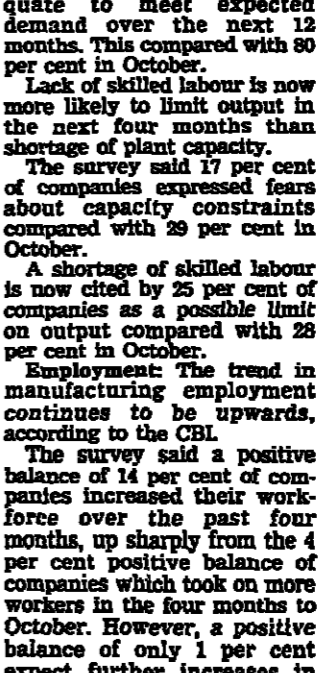 quate to meet expected
demand over the next 12
months. This compared with 80
per cent in October.
Lack of skilled labour is now
more likely to limit output in
the next four months than
shortage of plant capacity.
The survey said 17 per cent
of companies expressed fears
about capacity constraints
compared with 29 per cent in
October.
A shortage of skilled labour
is now cited by 25 per cent of
companies as a possible limit
on output compared with 28
per cent in October.
Employment: The trend in
manufacturing employment
continues to be upwards,
according to the CBI.
The survey said a positive
balance of 14 per cent of com-
panies increased their work-
force over the past four
months, up sharply from the 4
per cent positive balance of
companies which took on more
workers in the four months to
October. However, a positive
balance of only 1 per cent
expect further increases in